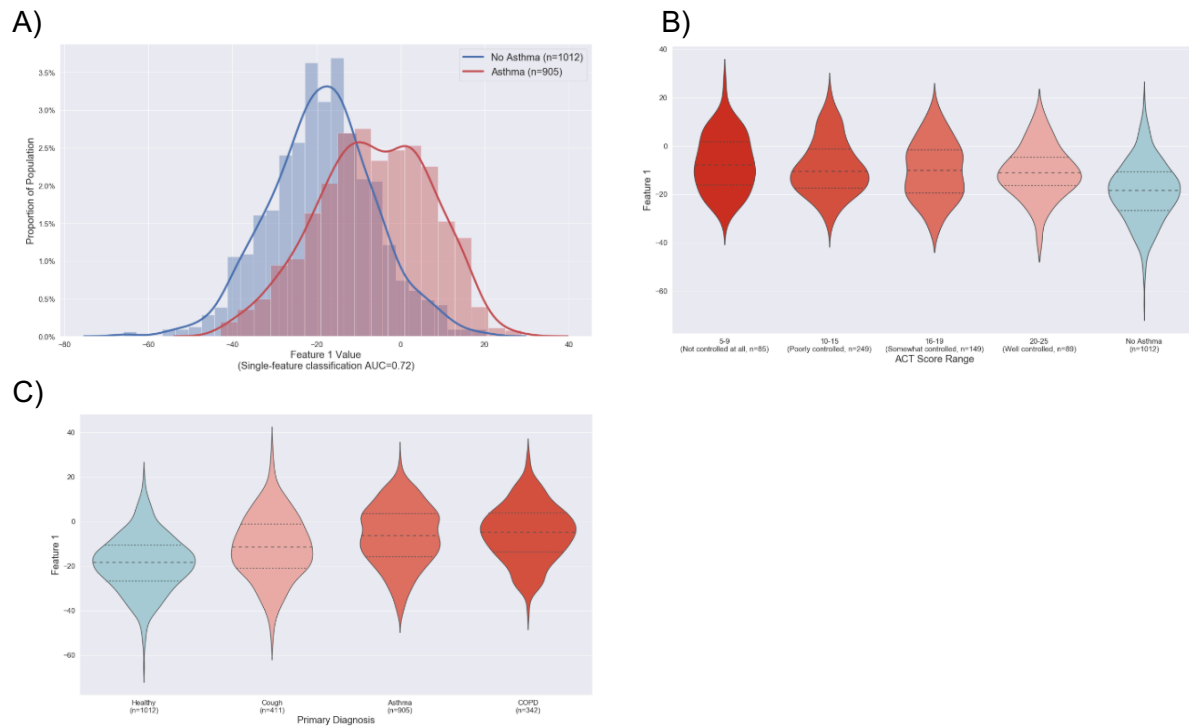 A)
No Asthma (n=1012)
Asthma (n=905)
3.5%
3.0%
2.5%
2.0%
1.5%
1.0%
0.5%
0.0%
Proportion of Population
−80 −60 −40 −20 0 20 40
Feature 1 Value
(Single-feature classification AUC=0.72)
B)
40
20
0
−20
−40
−60
Feature 1
5-9 10-15 16-19 20-25 No Asthma
(Not controlled at all, n=85) (Poorly controlled, n=249) (Somewhat controlled, n=149) (Well controlled, n=89) (n=1012)
ACT Score Range
C)
40
20
0
−20
−40
−60
Feature 1
Healthy Cough Asthma COPD
(n=1012) (n=411) (n=905) (n=342)
Primary Diagnosis